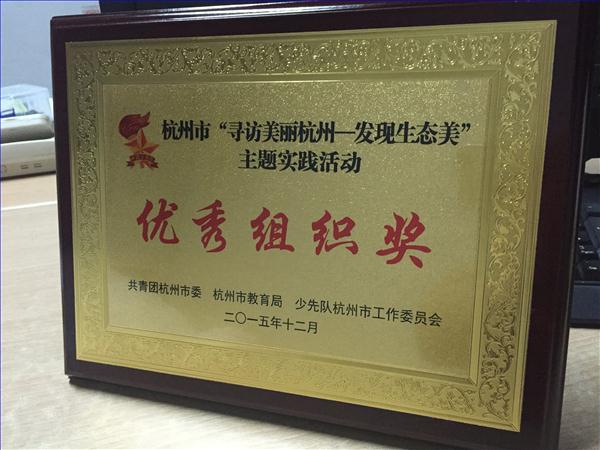 杭州市“寻访美丽杭州—发现生态美”
主题实践活动
优秀组织奖
共青团杭州市委 杭州市教育局 少先队杭州市工作委员会
二〇一五年十二月